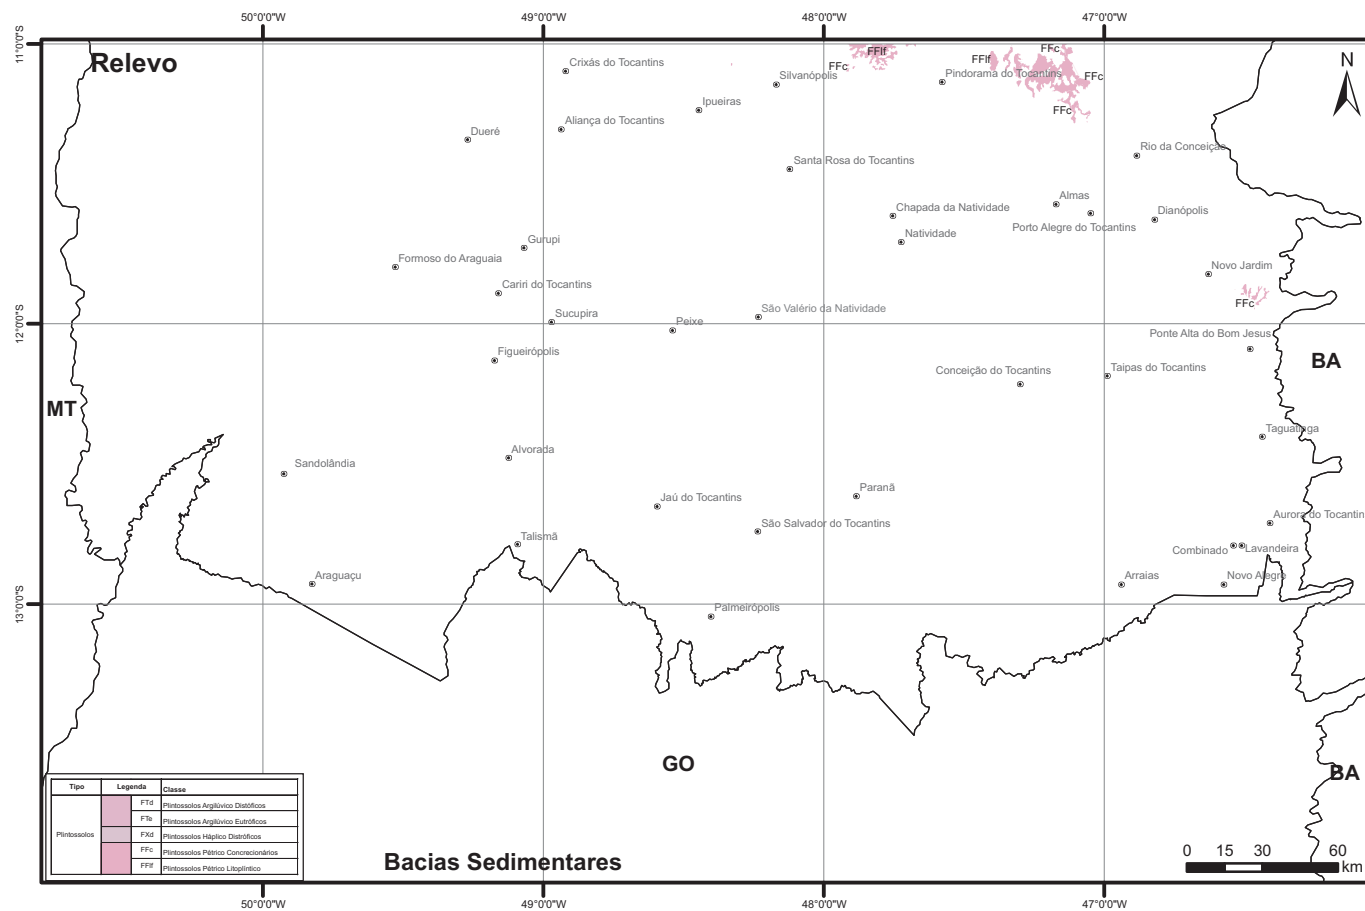 50°0'0"W
49°0'0"W
48°0'0"W
47°0'0"W
11°0'0"S
Relevo
N
Crixás do Tocantins
FFlf
FFc
Silvanópolis
FFlf
FFc
Pindorama do Tocantins
FFc
FFc
Ipueiras
Aliança do Tocantins
Dueré
Rio da Conceição
Santa Rosa do Tocantins
Almas
Chapada da Natividade
Dianópolis
Porto Alegre do Tocantins
Natividade
Gurupi
Formoso do Araguaia
Novo Jardim
Cariri do Tocantins
FFc
São Valério da Natividade
Sucupira
Peixe
12°0'0"S
Ponte Alta do Bom Jesus
Figueirópolis
BA
Conceição do Tocantins
Taipas do Tocantins
MT
Taguatinga
Alvorada
Sandolândia
Paranã
Jaú do Tocantins
São Salvador do Tocantins
Aurora do Tocantin
Talismã
Combinado
Lavandeira
Araguaçu
Arraias
Novo Alegre
13°0'0"S
Palmeirópolis
GO
BA
Tipo Legenda Classe
Plintossolos
FTd Plintossolos Argilúvico Distóficos
FTe Plintossolos Argilúvico Eutróficos
FXd Plintossolos Háplico Distróficos
FFc Plintossolos Pétrico Concrecionários
FFlf Plintossolos Pétrico Litoplíntico
Bacias Sedimentares
0 15 30 60
km
50°0'0"W
49°0'0"W
48°0'0"W
47°0'0"W